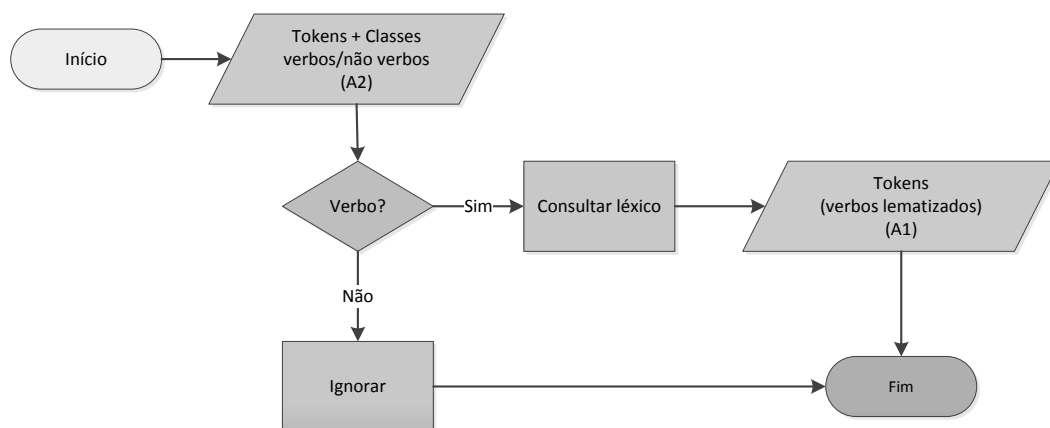 Início
Tokens + Classes
verbos/não verbos
(A2)
Verbo?
Sim
Consultar léxico
Tokens
(verbos lematizados)
(A1)
Não
Ignorar
Fim